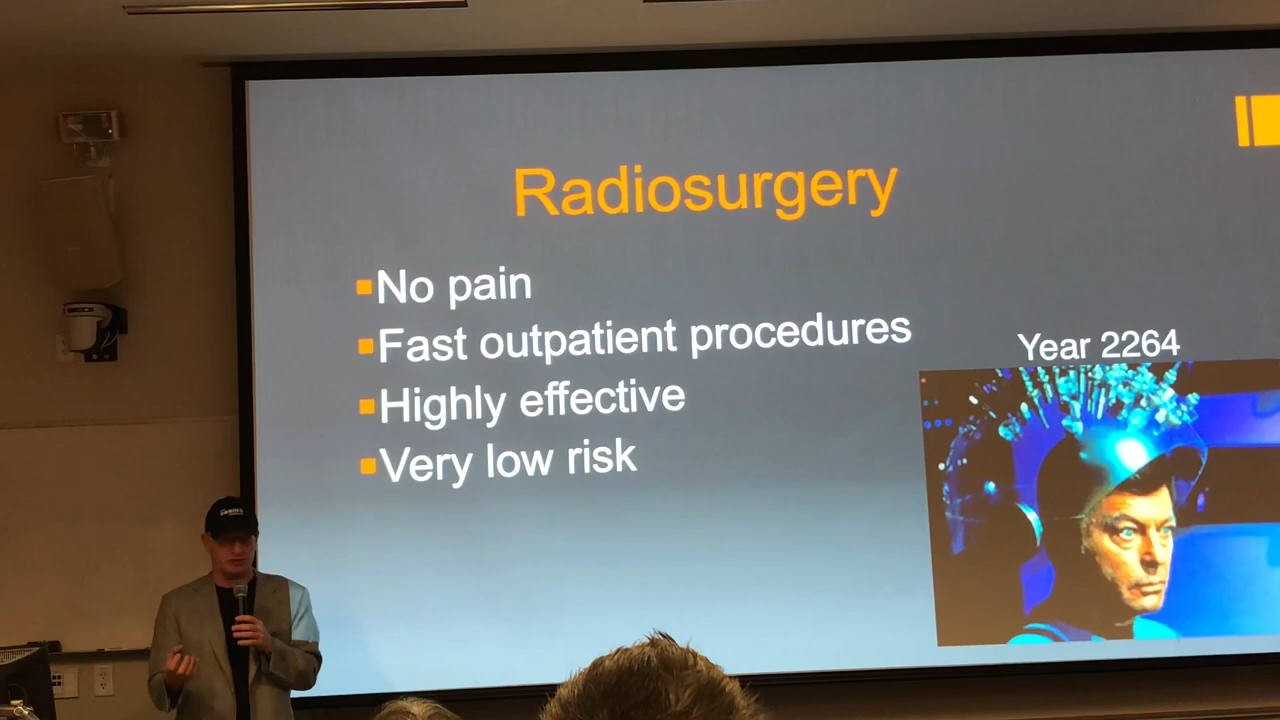 Radiosurgery
No pain
Fast outpatient procedures
Highly effective
Very low risk
Year 2264